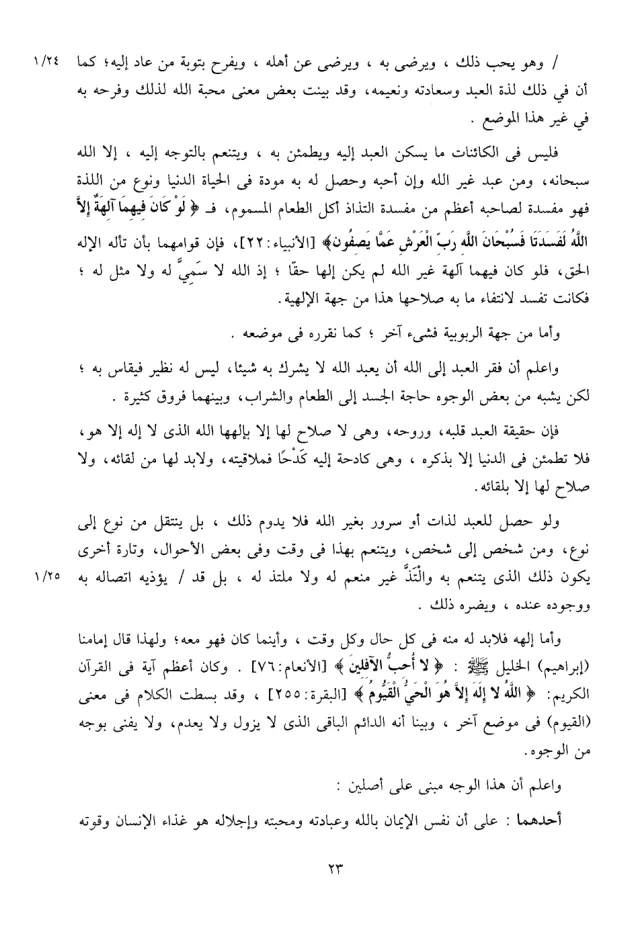 ١/٢٤ / وهو يحب ذلك ، ويرضى به ، ويرضى عن أهله ، ويفرح بتوبة من عاد إليه؛ كما
أن في ذلك لذة العبد وسعادته ونعيمه، وقد بينت بعض معنى محبة الله لذلك وفرحه به
في غير هذا الموضع .
فليس فى الكائنات ما يسكن العبد إليه ويطمئن به ، ويتنعم بالتوجه إليه ، إلا الله
سبحانه، ومن عبد غير الله وإن أحبه وحصل له به مودة فى الحياة الدنيا ونوع من اللذة
فهو مفسدة لصاحبه أعظم من مفسدة التذاذ أكل الطعام المسموم، فـ ﴿ لَوْ كَانَ فِيهِمَا آلِهَةٌ إِلاَّ
اللَّهُ لَفَسَدَتَا فَسُبْحَانَ اللَّهِ رَبِّ الْعَرْشِ عَمَّا يَصِفُونَ﴾ [الأنبياء:٢٢]، فإن قوامهما بأن تأله الإله
الحق، فلو كان فيهما آلهة غير الله لم يكن إلها حقًا ؛ إذ الله لا سَمِيَّ له ولا مثل له ؛
فكانت تفسد لانتفاء ما به صلاحها هذا من جهة الإلهية.
وأما من جهة الربوبية فشىء آخر ؛ كما نقرره فى موضعه .
واعلم أن فقر العبد إلى الله أن يعبد الله لا يشرك به شيئا، ليس له نظير فيقاس به ؛
لكن يشبه من بعض الوجوه حاجة الجسد إلى الطعام والشراب، وبينهما فروق كثيرة .
فإن حقيقة العبد قلبه، وروحه، وهى لا صلاح لها إلا بإلهها الله الذى لا إله إلا هو،
فلا تطمئن فى الدنيا إلا بذكره ، وهى كادحة إليه كَدْحًا فملاقيته، ولابد لها من لقائه، ولا
صلاح لها إلا بلقائه.
ولو حصل للعبد لذات أو سرور بغير الله فلا يدوم ذلك ، بل ينتقل من نوع إلى
نوع، ومن شخص إلى شخص، ويتنعم بهذا فى وقت وفى بعض الأحوال، وتارة أخرى
١/٢٥ يكون ذلك الذى يتنعم به والْتَذَّ غير منعم له ولا ملتذ له ، بل قد / يؤذيه اتصاله به
ووجوده عنده ، ويضره ذلك .
وأما إلهه فلابد له منه فى كل حال وكل وقت ، وأينما كان فهو معه؛ ولهذا قال إمامنا
(إبراهيم) الخليل ﷺ : ﴿ لا أُحِبُّ الآفِلِينَ ﴾ [الأنعام:٧٦] . وكان أعظم آية فى القرآن
الكريم: ﴿ اللَّهُ لا إِلَهَ إِلاَّ هُوَ الْحَيُّ الْقَيُّومُ ﴾ [البقرة:٢٥٥] ، وقد بسطت الكلام فى معنى
(القيوم) فى موضع آخر ، وبينا أنه الدائم الباقى الذى لا يزول ولا يعدم، ولا يفنى بوجه
من الوجوه.
واعلم أن هذا الوجه مبنى على أصلين :
أحدهما : على أن نفس الإيمان بالله وعبادته ومحبته وإجلاله هو غذاء الإنسان وقوته
٢٣